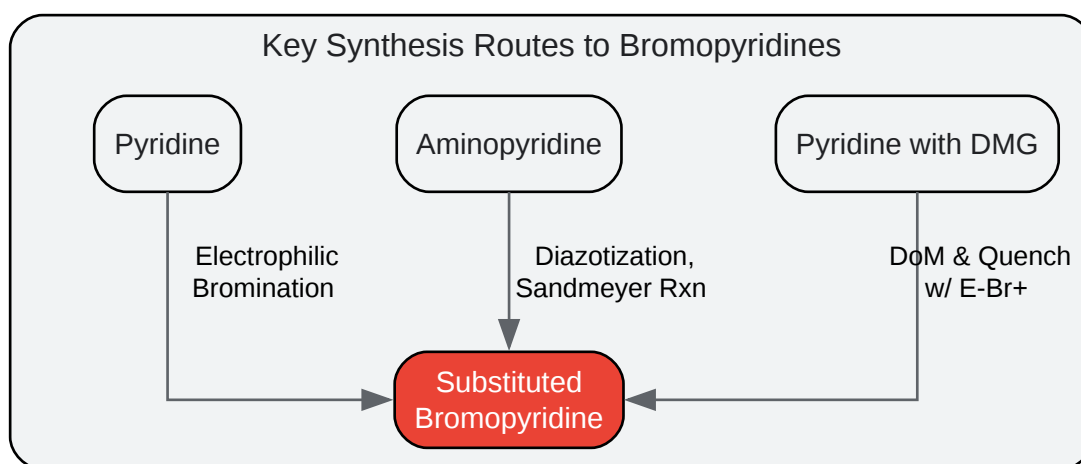 Key Synthesis Routes to Bromopyridines
Pyridine
Aminopyridine
Pyridine with DMG
Electrophilic
Bromination
Diazotization,
Sandmeyer Rxn
DoM & Quench
w/ E-Br+
Substituted
Bromopyridine